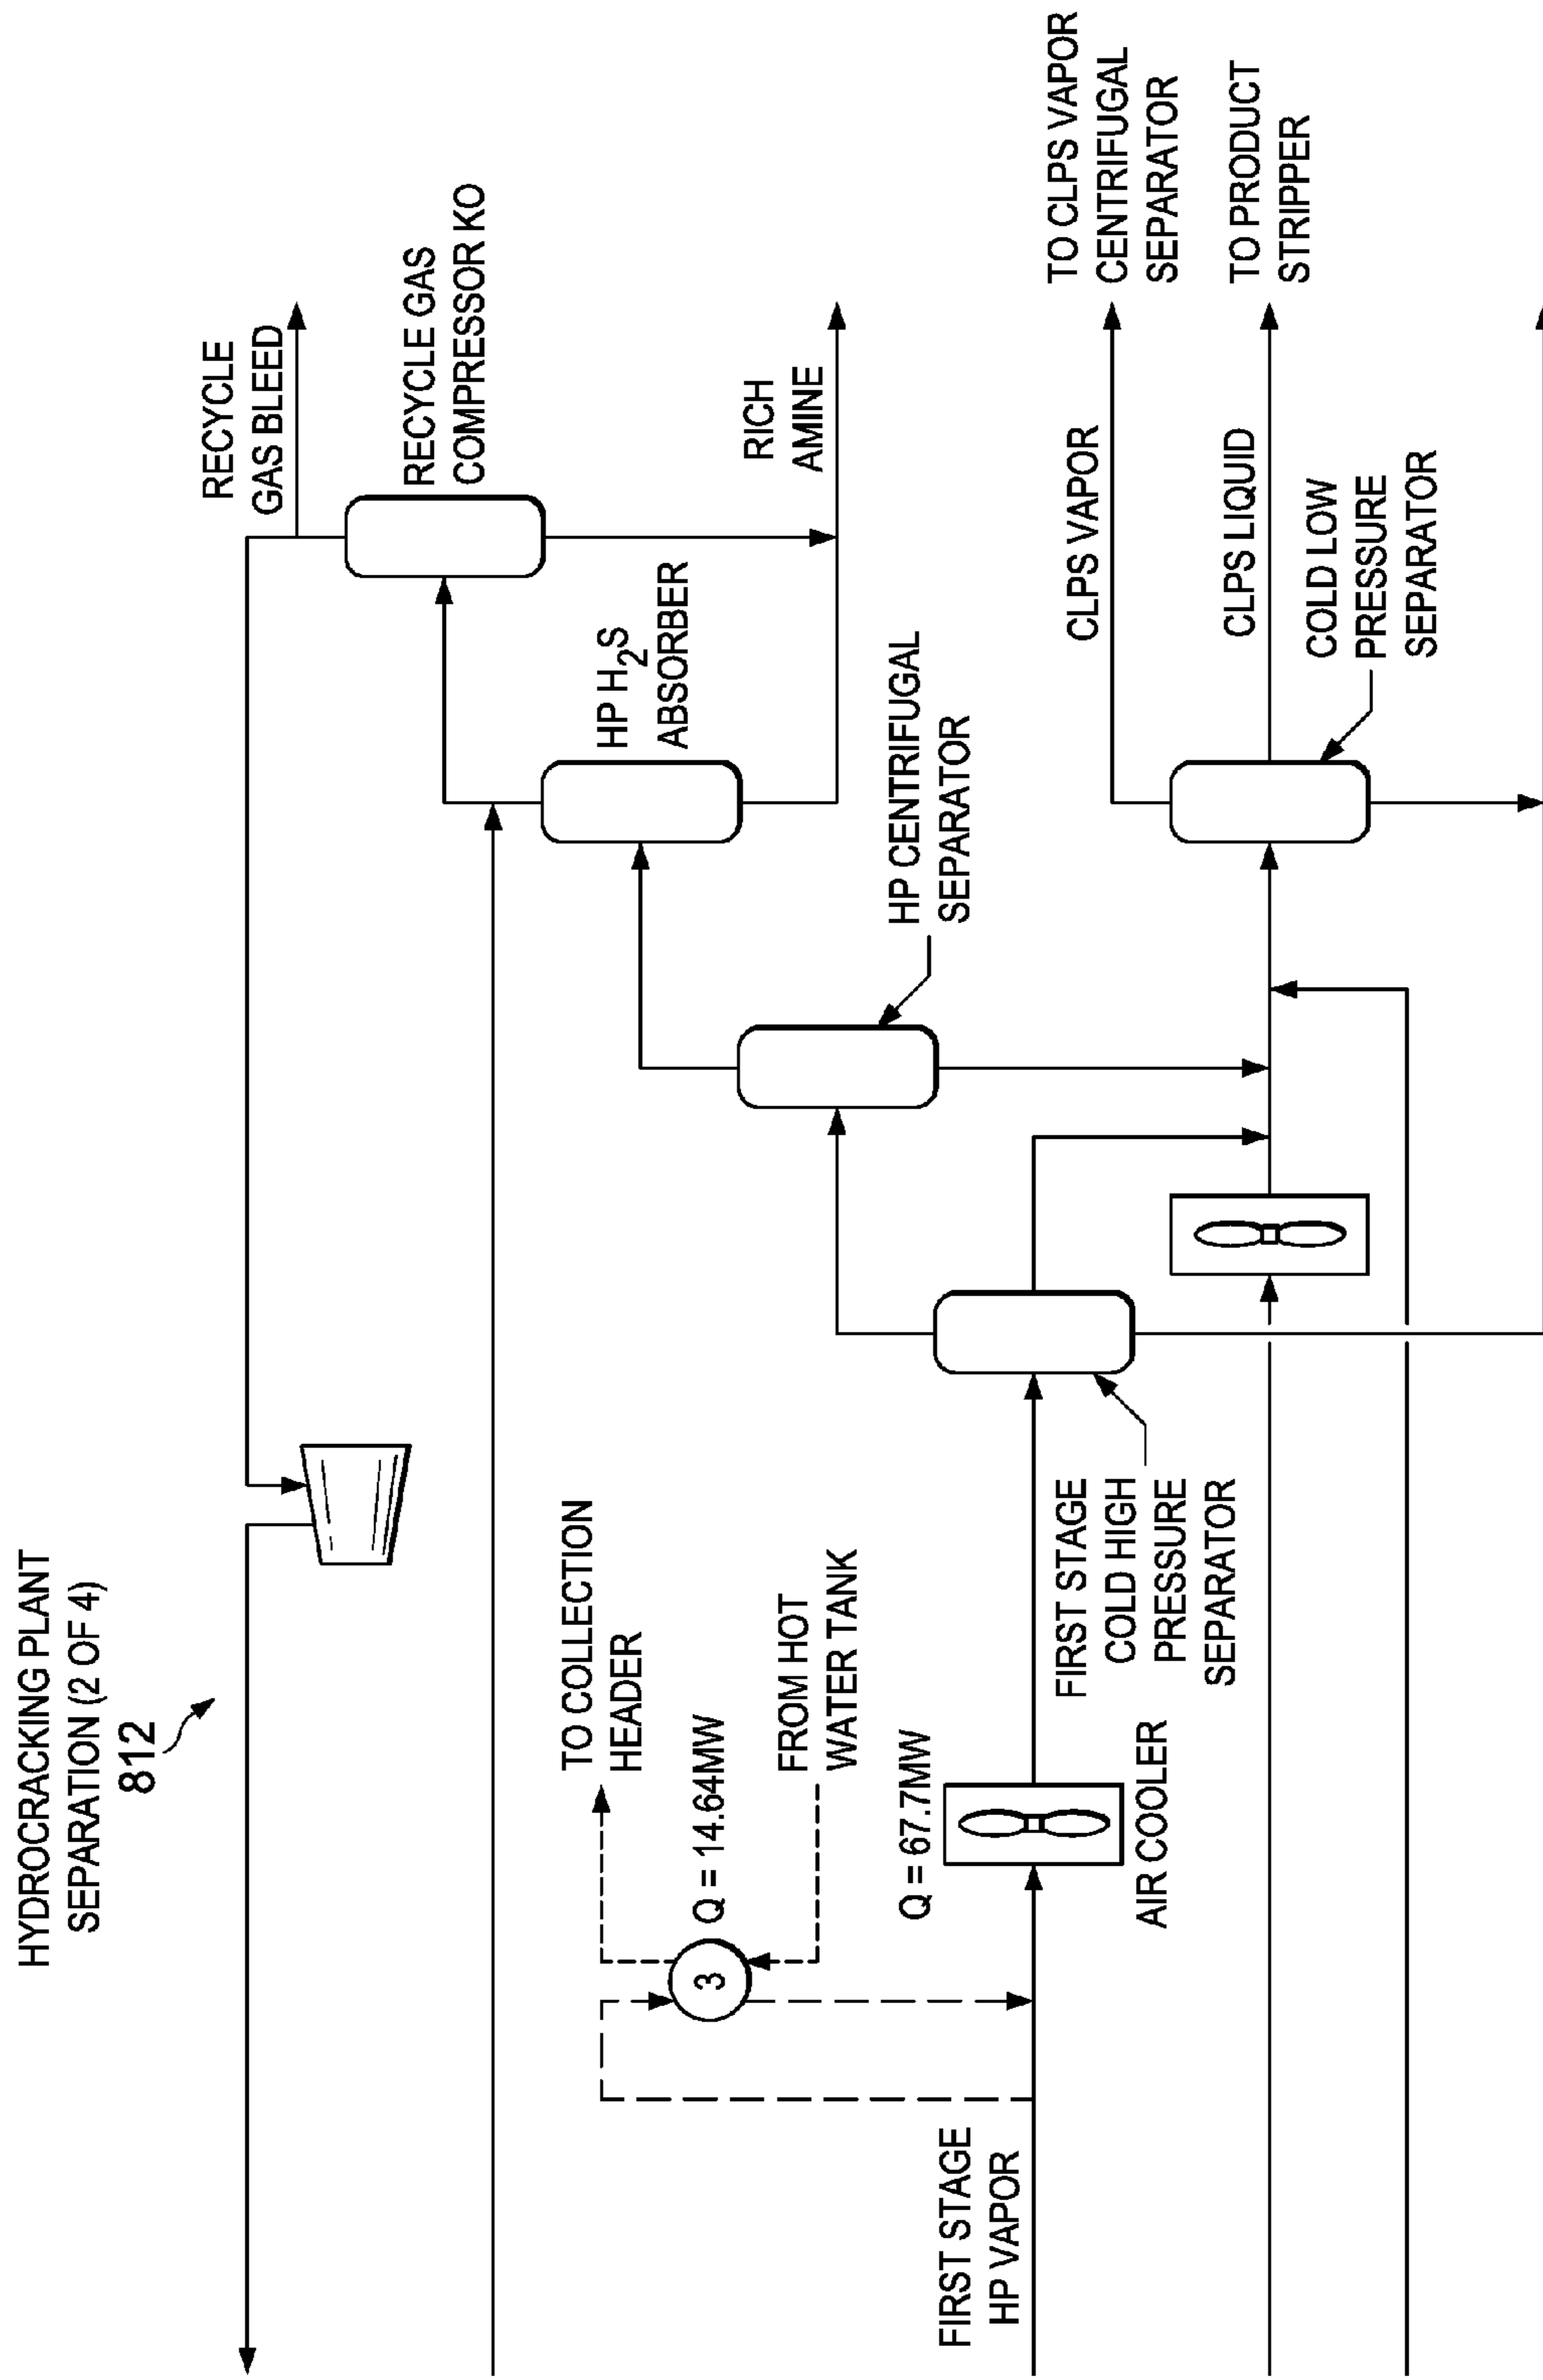 HYDROCRACKING PLANT
SEPARATION (2 OF 4)
812
RECYCLE
GAS BLEED
RECYCLE GAS
COMPRESSOR KO
HP H2S
ABSORBER
RICH
AMINE
HP CENTRIFUGAL
SEPARATOR
TO COLLECTION
HEADER
Q = 14.64MW
3
FROM HOT
WATER TANK
Q = 67.7MW
AIR COOLER
FIRST STAGE
HP VAPOR
FIRST STAGE
COLD HIGH
PRESSURE
SEPARATOR
CLPS VAPOR
TO CLPS VAPOR
CENTRIFUGAL
SEPARATOR
CLPS LIQUID
TO PRODUCT
STRIPPER
COLD LOW
PRESSURE
SEPARATOR